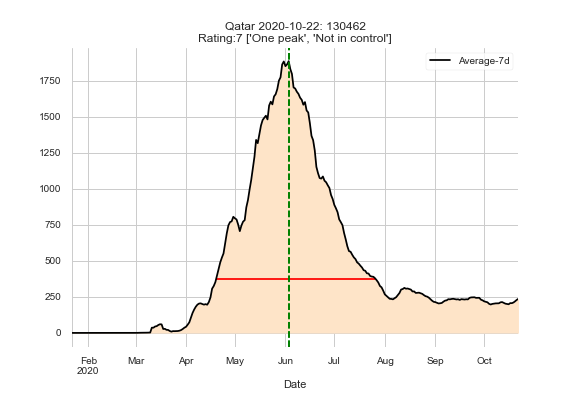 Qatar 2020-10-22: 130462
Rating:7 ['One peak', 'Not in control']
Average-7d
1750
1500
1250
1000
750
500
250
0
Feb Mar Apr May Jun Jul Aug Sep Oct
2020
Date